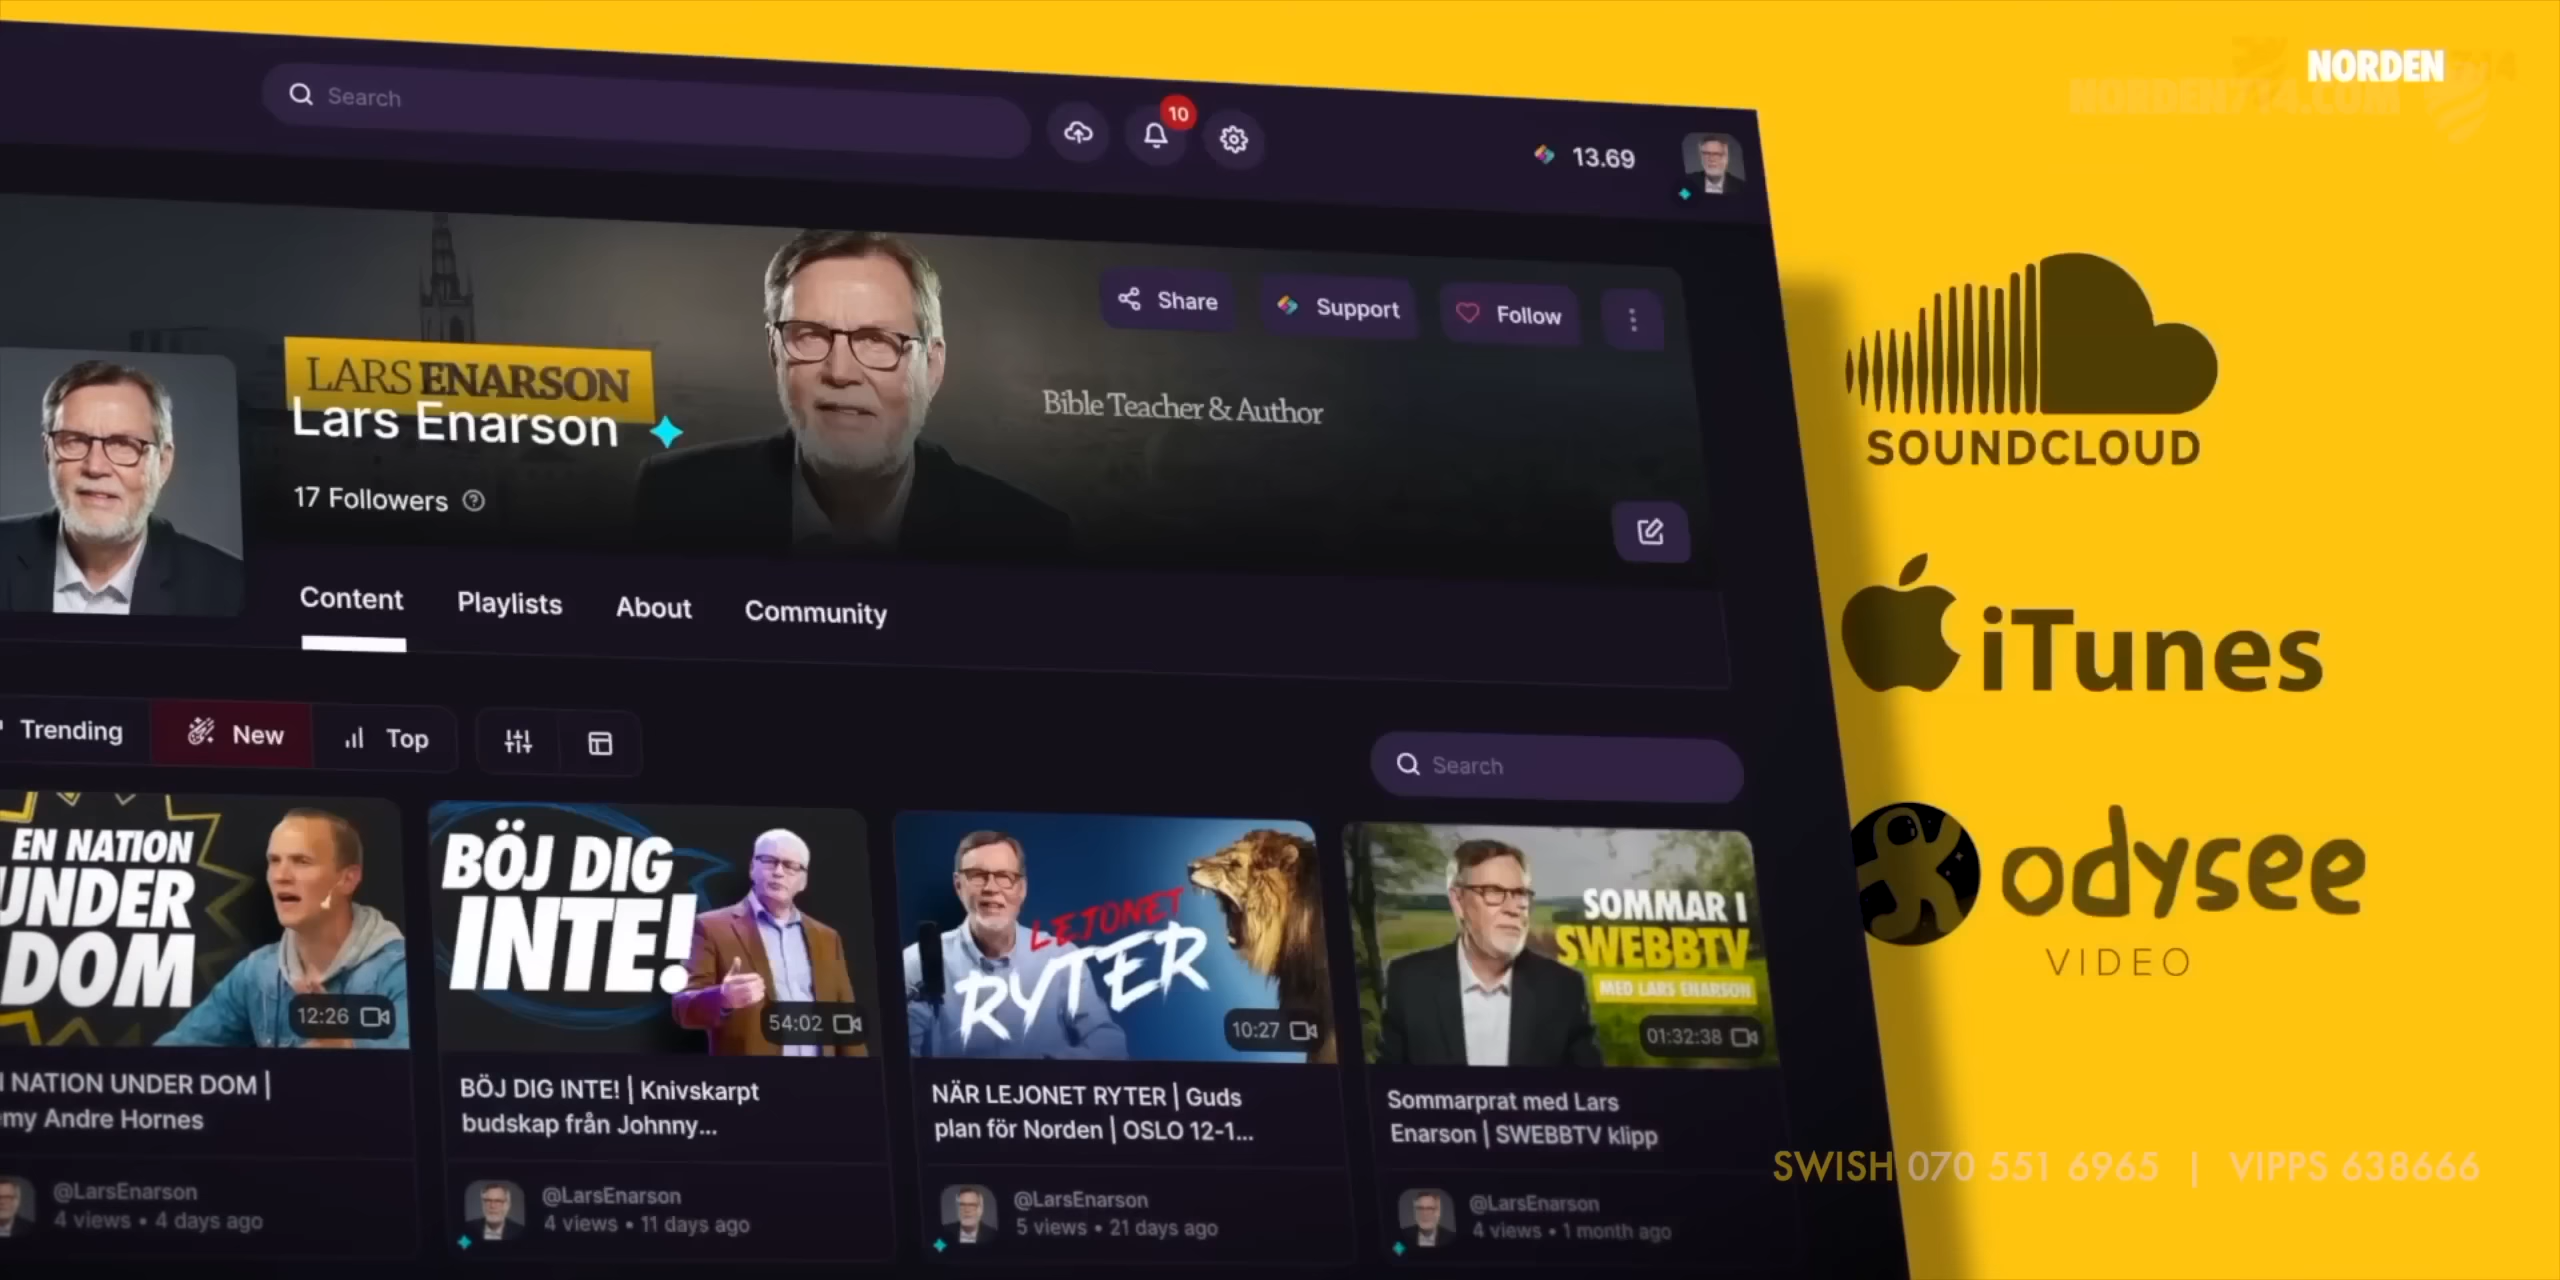 NORDEN
NORDEN714.COM
Search
10
13.69
Share
Support
Follow
LARS ENARSON
Bible Teacher & Author
Lars Enarson
17 Followers
Content
Playlists
About
Community
Trending
New
Top
Search
EN NATION
UNDER
DOM
12:26
BÖJ DIG
INTE!
54:02
LEJONET
RYTER
10:27
SOMMAR I
SWEBBTV
MED LARS ENARSON
01:32:38
NATION UNDER DOM |
my Andre Hornes
@LarsEnarson
4 views • 4 days ago
BÖJ DIG INTE! | Knivskarpt
budskap från Johnny...
@LarsEnarson
4 views • 11 days ago
NÄR LEJONET RYTER | Guds
plan för Norden | OSLO 12-1...
@LarsEnarson
5 views • 21 days ago
Sommarprat med Lars
Enarson | SWEBBTV klipp
@LarsEnarson
4 views • 1 month ago
SOUNDCLOUD
iTunes
odysee
VIDEO
SWISH 070 551 6965 | VIPPS 638666